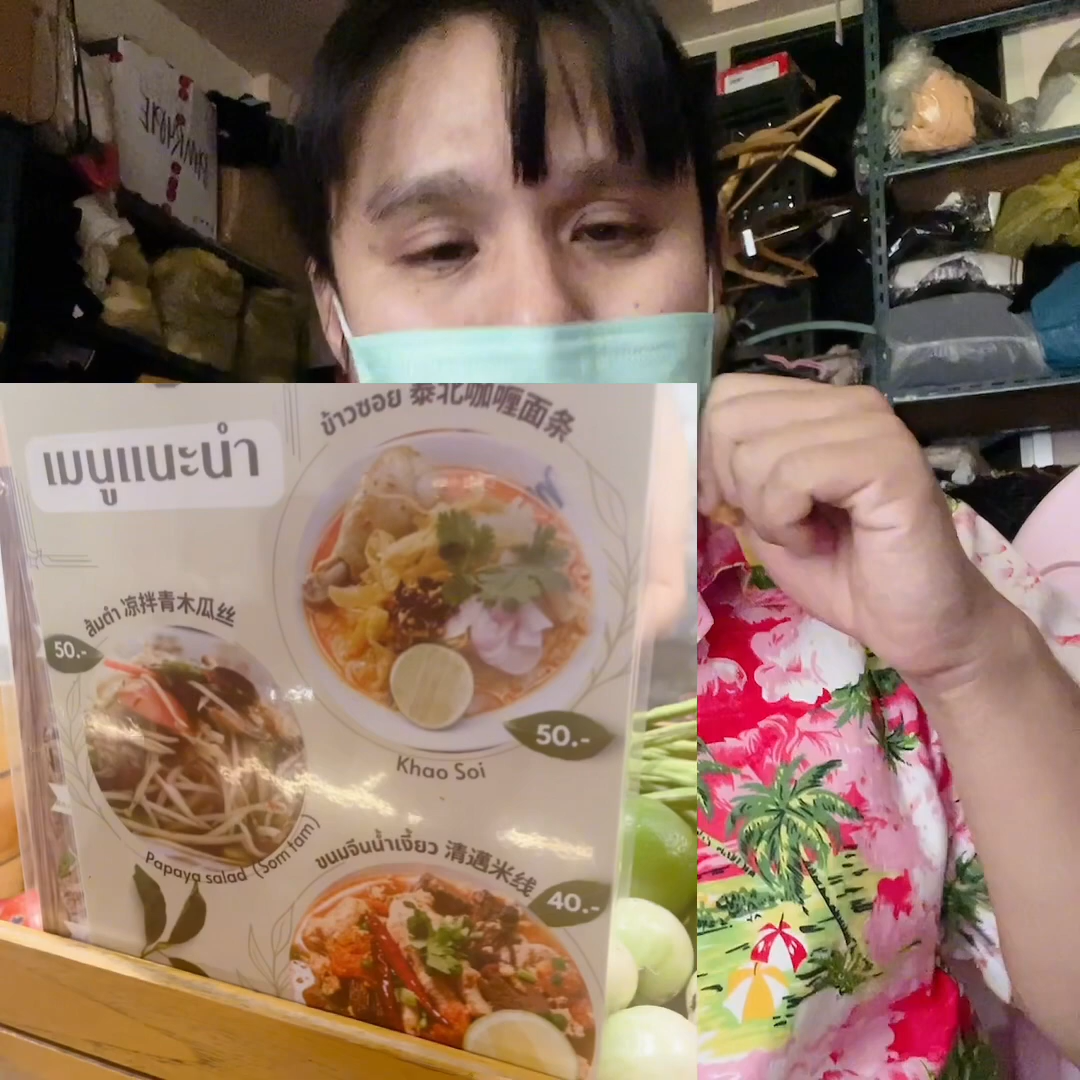 เมนูแนะนำ
ข้าวซอย 泰北咖喱面条
50.-
Khao Soi
ส้มตำ 凉拌青木瓜丝
50.-
Papaya salad (Som tam)
ขนมจีนน้ำเงี้ยว 清邁米线
40.-